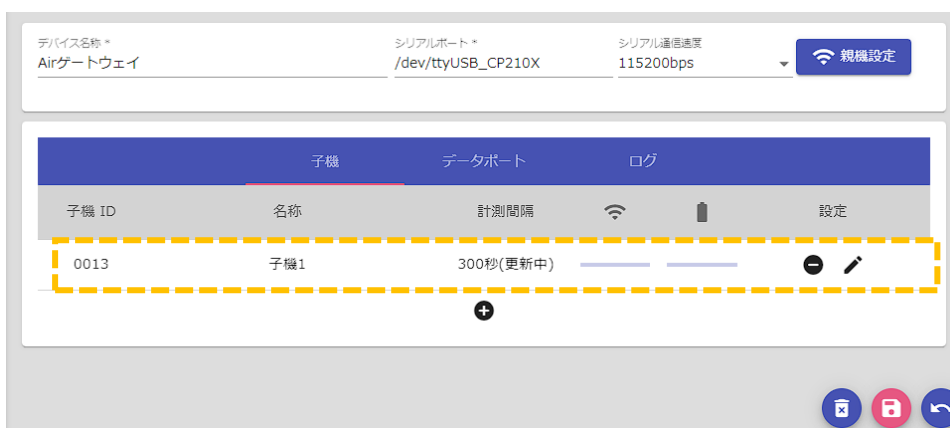 デバイス名称 * シリアルポート * シリアル通信速度
Airゲートウェイ /dev/ttyUSB_CP210X 115200bps 親機設定
子機 データポート ログ
子機 ID 名称 計測間隔 設定
0013 子機1 300秒(更新中)